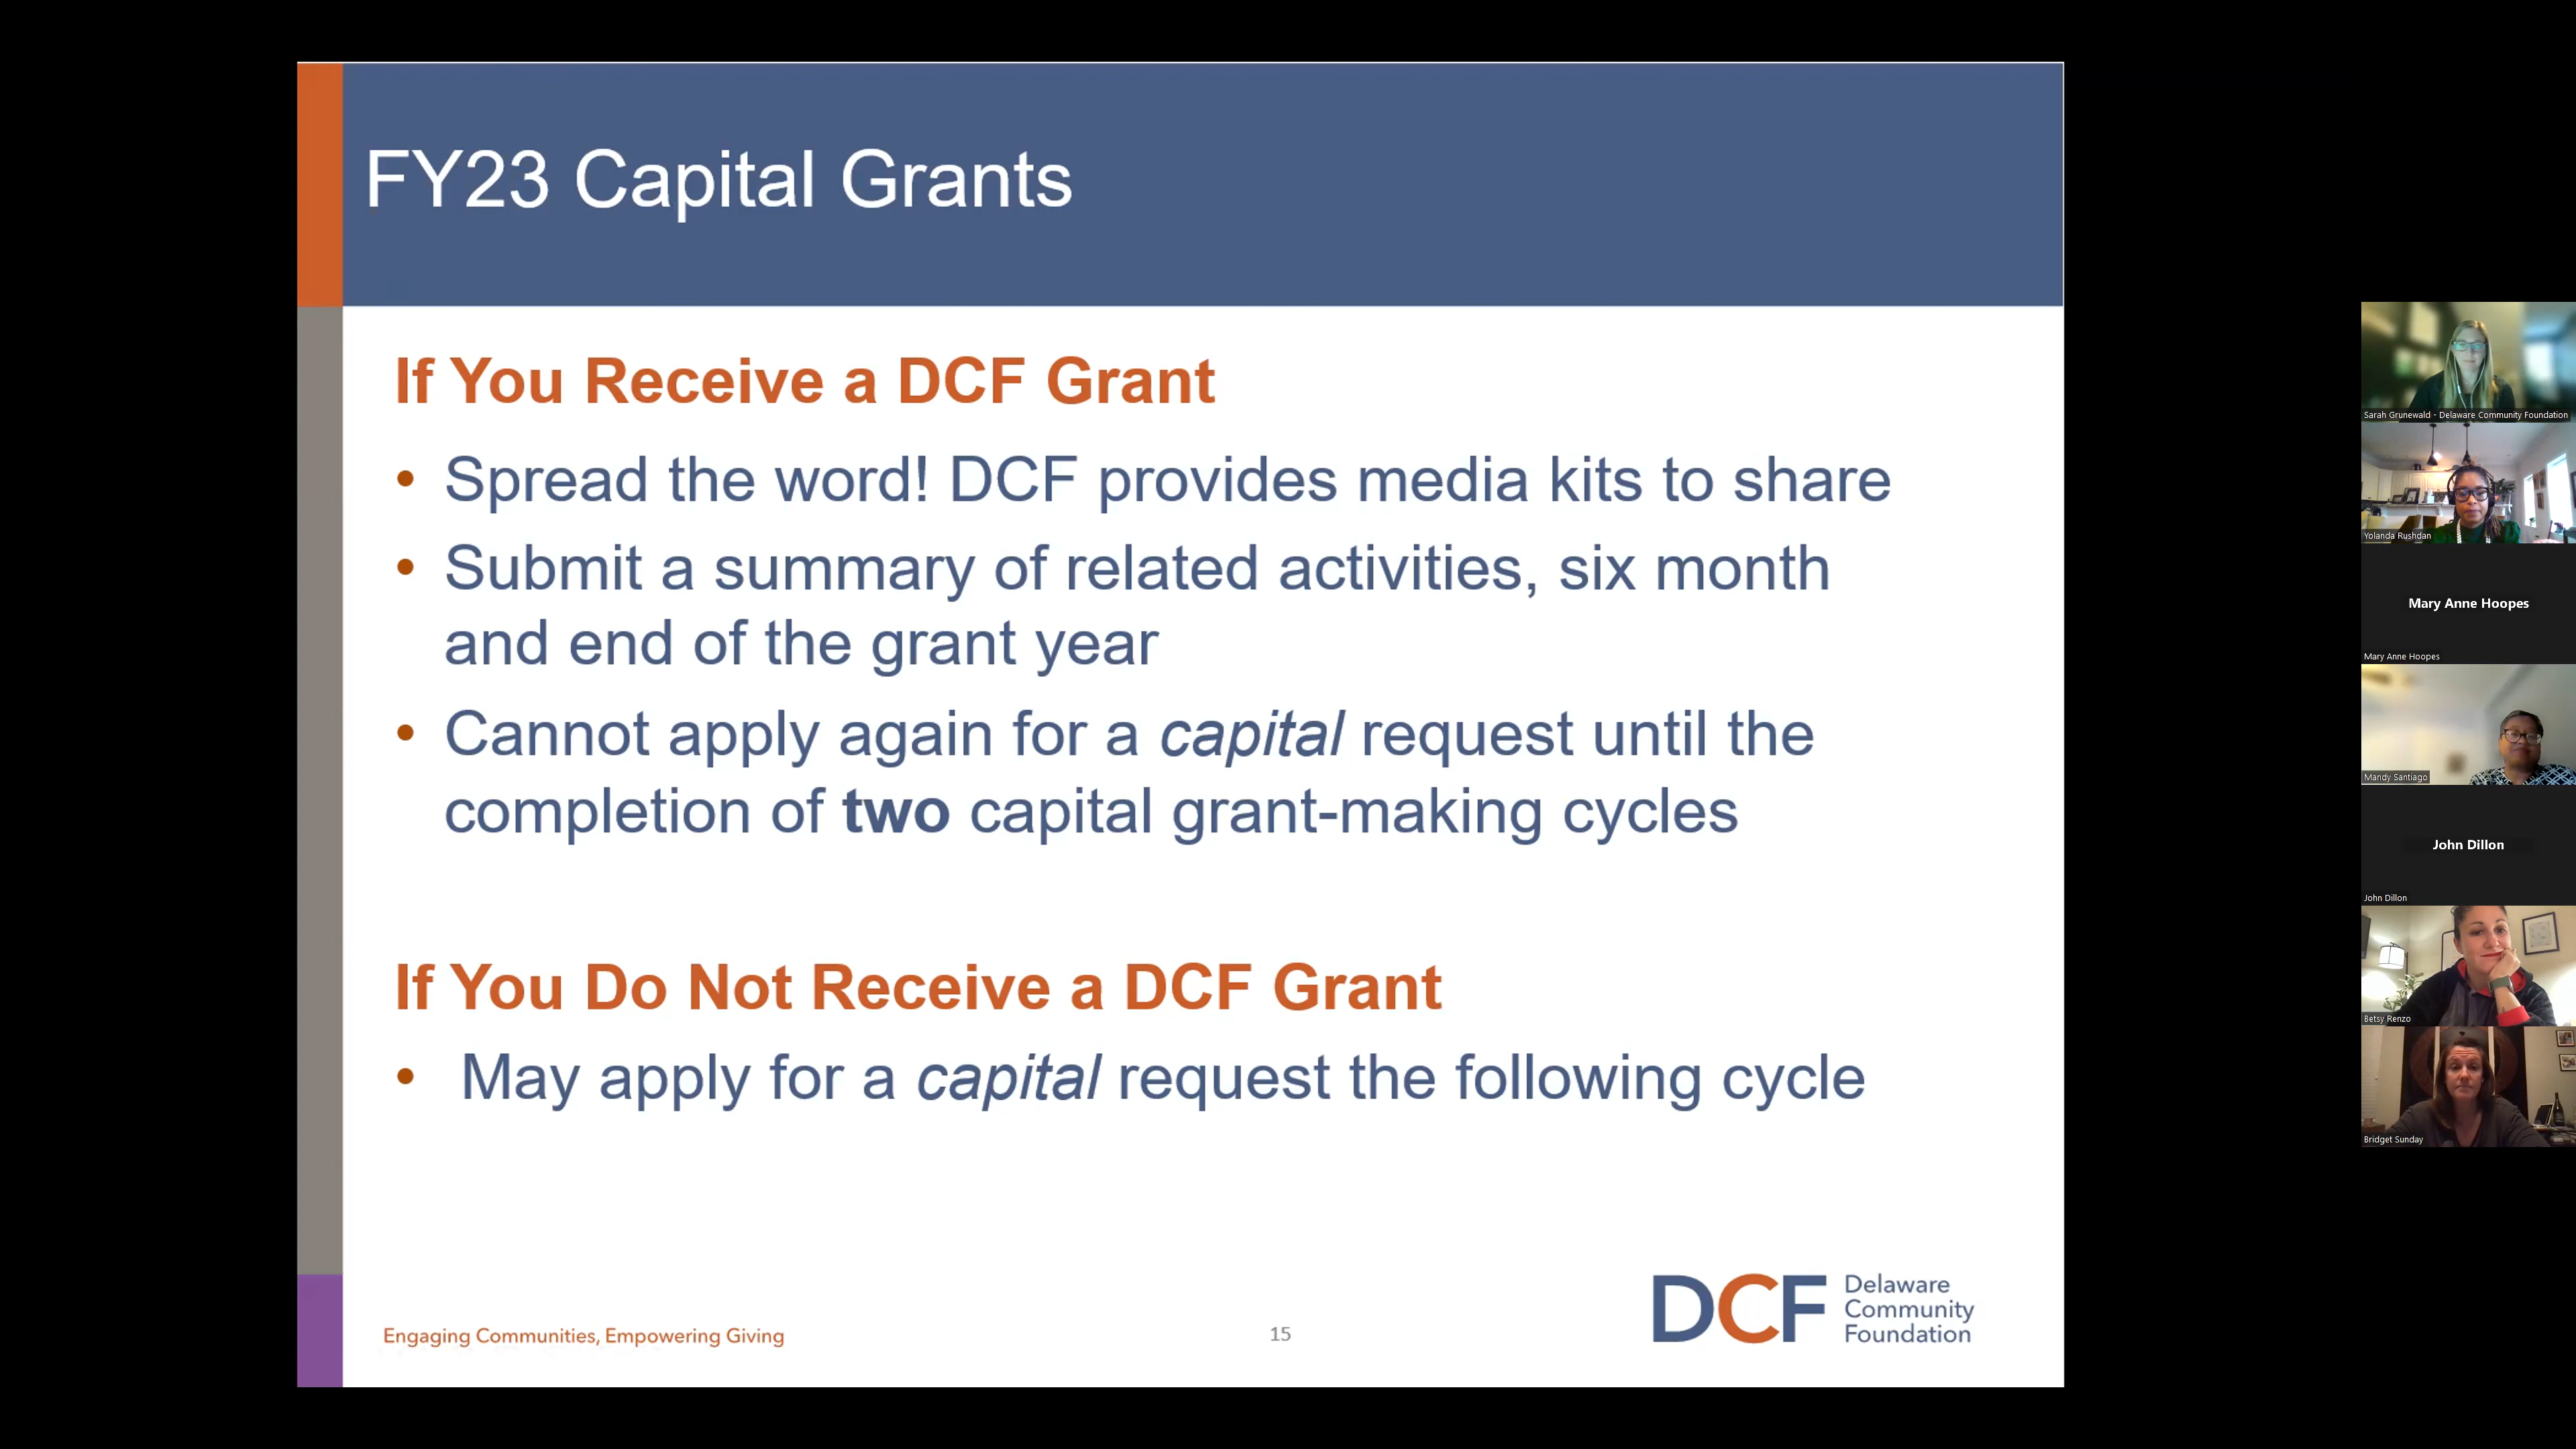 FY23 Capital Grants
If You Receive a DCF Grant
• Spread the word! DCF provides media kits to share
• Submit a summary of related activities, six month
and end of the grant year
• Cannot apply again for a capital request until the
completion of two capital grant-making cycles
If You Do Not Receive a DCF Grant
• May apply for a capital request the following cycle
Engaging Communities, Empowering Giving
15
DCF
Delaware
Community
Foundation
Sarah Grunewald - Delaware Community Foundation
Yolanda Rushdan
Mary Anne Hoopes
Mary Anne Hoopes
Mandy Santiago
John Dillon
John Dillon
Betsy Renzo
Bridget Sunday